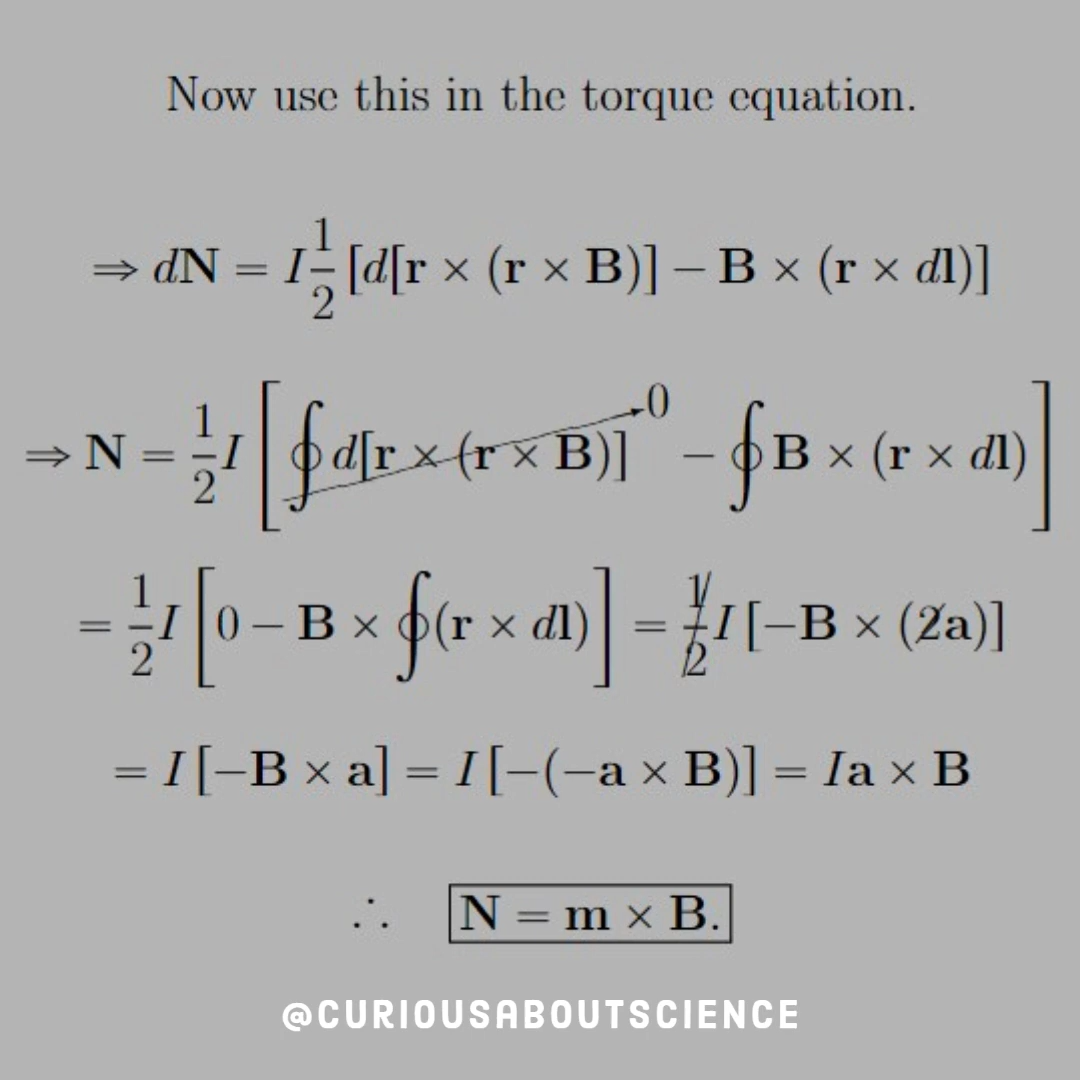 Now use this in the torque equation.
⇒ dN = I 1/2 [d[r × (r × B)] − B × (r × dl)]
⇒ N = 1/2 I [∮ d[r × (r × B)] 0 − ∮ B × (r × dl)]
= 1/2 I [0 − B × ∮(r × dl)] = 1/2 I [−B × (2a)]
= I [−B × a] = I [−(−a × B)] = Ia × B
∴ N = m × B.
@CURIOUSABOUTSCIENCE